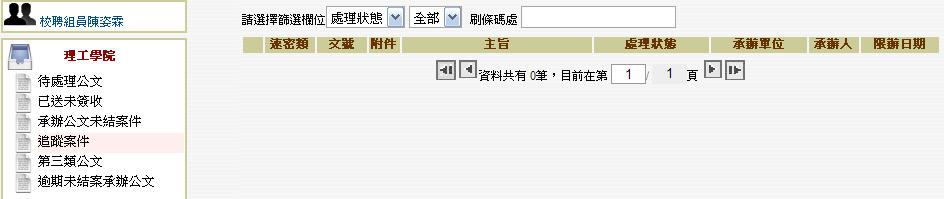 校聘組員陳姿霖
理工學院
待處理公文
已送未簽收
承辦公文未結案件
追蹤案件
第三類公文
逾期未結案承辦公文
請選擇篩選欄位 處理狀態 全部 刷條碼處
速密類 文號 附件 主旨 處理狀態 承辦單位 承辦人 限辦日期
資料共有 0筆，目前在第 1 / 1 頁